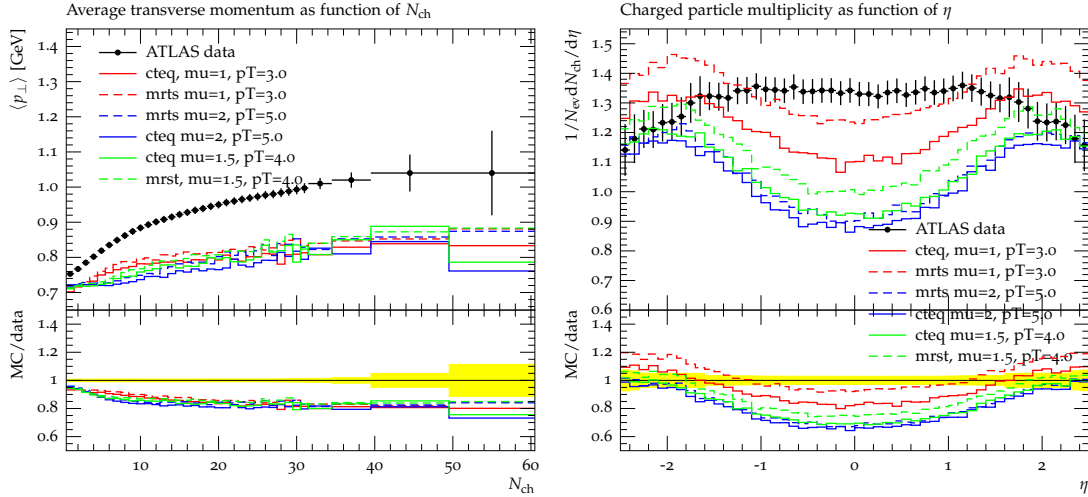 Average transverse momentum as function of N_ch
⟨p⊥⟩ [GeV]
1.4
1.3
1.2
1.1
1.0
0.9
0.8
0.7
ATLAS data
cteq, mu=1, pT=3.0
mrts mu=1, pT=3.0
mrts mu=2, pT=5.0
cteq mu=2, pT=5.0
cteq mu=1.5, pT=4.0
mrst, mu=1.5, pT=4.0
MC/data
1.4
1.2
1
0.8
0.6
10 20 30 40 50 60
N_ch
Charged particle multiplicity as function of η
1/N_ev dN_ch/dη
1.5
1.4
1.3
1.2
1.1
1.0
0.9
0.8
0.7
0.6
ATLAS data
cteq, mu=1, pT=3.0
mrts mu=1, pT=3.0
mrts mu=2, pT=5.0
cteq mu=2, pT=5.0
cteq mu=1.5, pT=4.0
mrst, mu=1.5, pT=4.0
MC/data
1.4
1.2
1
0.8
0.6
-2 -1 0 1 2
η